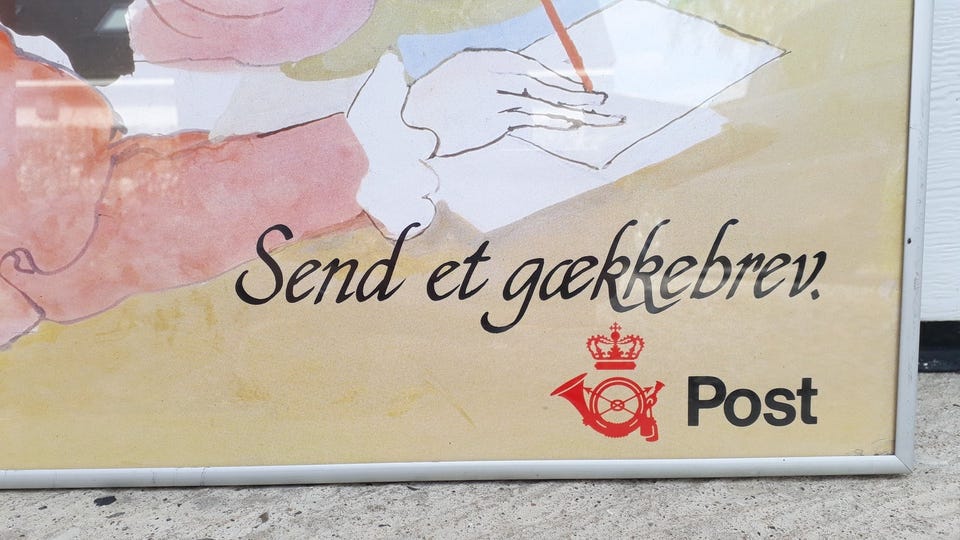 Send et gækkebrev.
Post